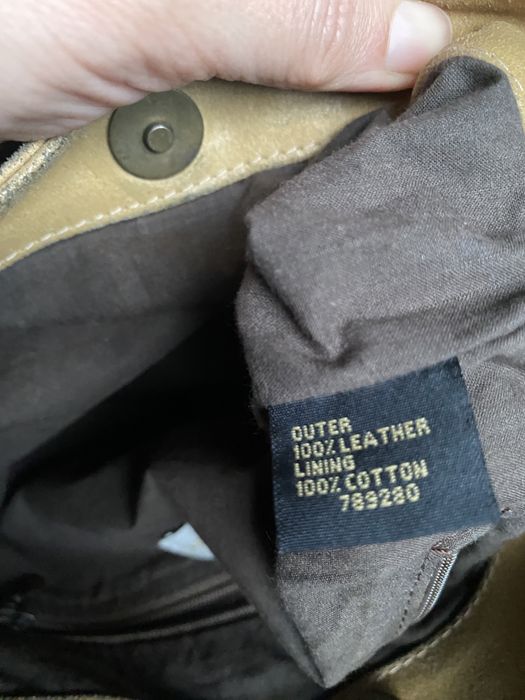 OUTER
100% LEATHER
LINING
100% COTTON
789280